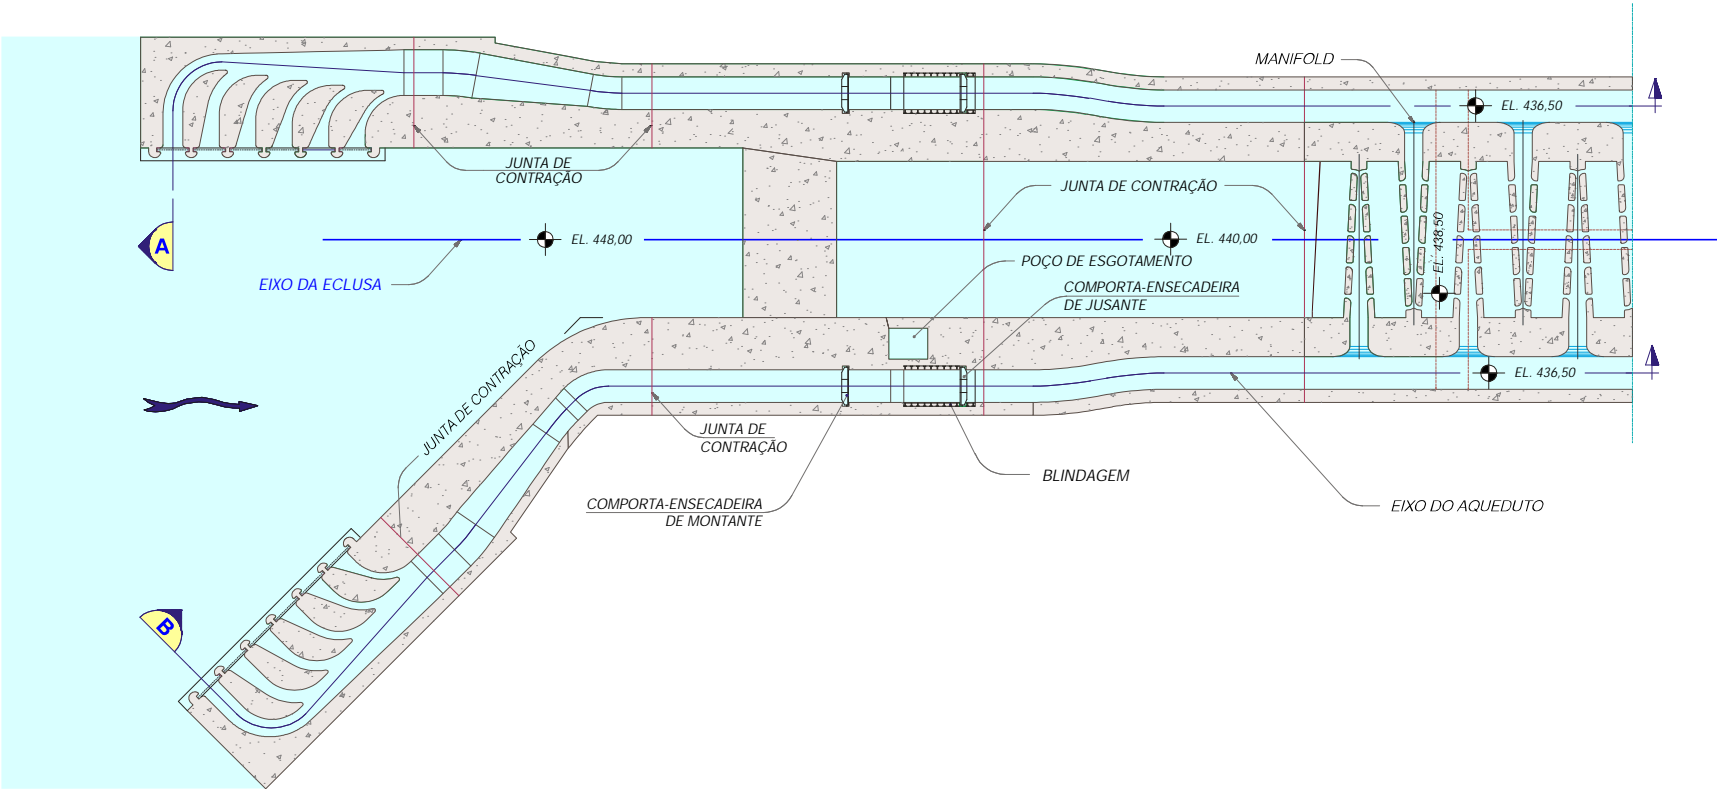 MANIFOLD
EL. 436,50
JUNTA DE
CONTRAÇÃO
JUNTA DE CONTRAÇÃO
A
EL. 448,00
EL. 440,00
EL. 438,50
EIXO DA ECLUSA
POÇO DE ESGOTAMENTO
COMPORTA-ENSECADEIRA
DE JUSANTE
JUNTA DE CONTRAÇÃO
EL. 436,50
JUNTA DE
CONTRAÇÃO
BLINDAGEM
COMPORTA-ENSECADEIRA
DE MONTANTE
EIXO DO AQUEDUTO
B